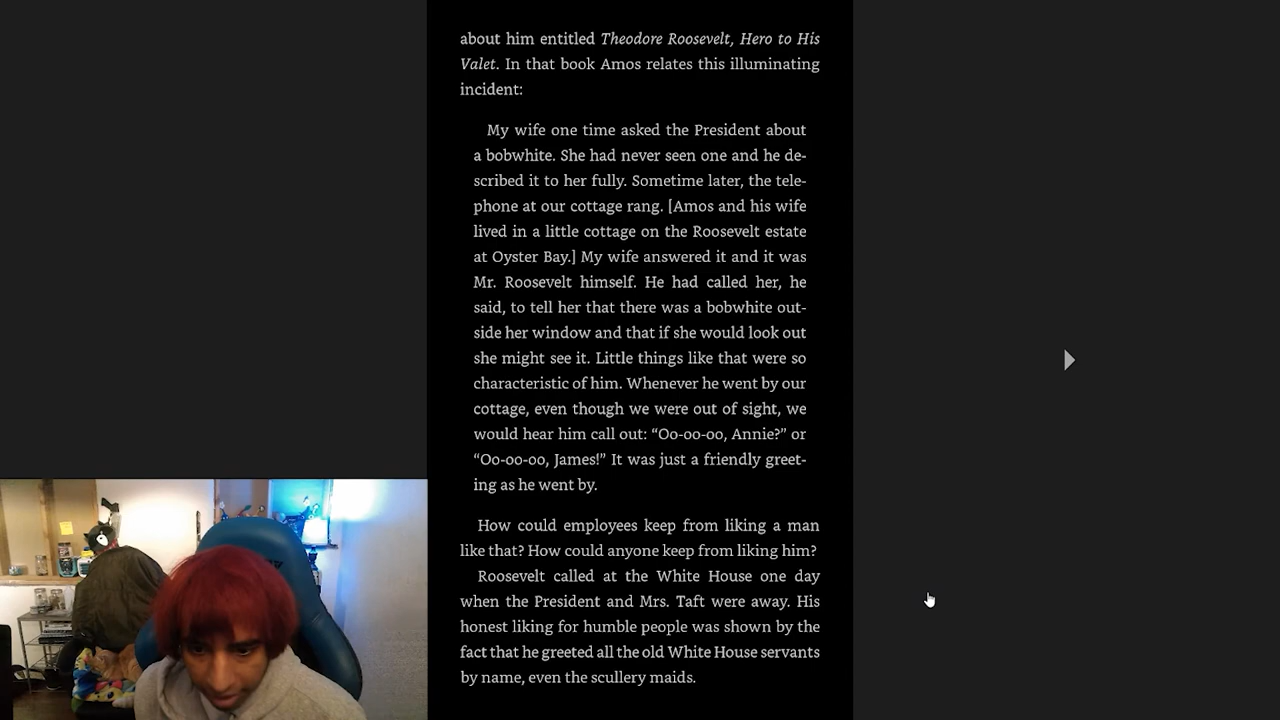 about him entitled Theodore Roosevelt, Hero to His
Valet. In that book Amos relates this illuminating
incident:
My wife one time asked the President about
a bobwhite. She had never seen one and he de-
scribed it to her fully. Sometime later, the tele-
phone at our cottage rang. [Amos and his wife
lived in a little cottage on the Roosevelt estate
at Oyster Bay.] My wife answered it and it was
Mr. Roosevelt himself. He had called her, he
said, to tell her that there was a bobwhite out-
side her window and that if she would look out
she might see it. Little things like that were so
characteristic of him. Whenever he went by our
cottage, even though we were out of sight, we
would hear him call out: “Oo-oo-oo, Annie?” or
“Oo-oo-oo, James!” It was just a friendly greet-
ing as he went by.
How could employees keep from liking a man
like that? How could anyone keep from liking him?
Roosevelt called at the White House one day
when the President and Mrs. Taft were away. His
honest liking for humble people was shown by the
fact that he greeted all the old White House servants
by name, even the scullery maids.